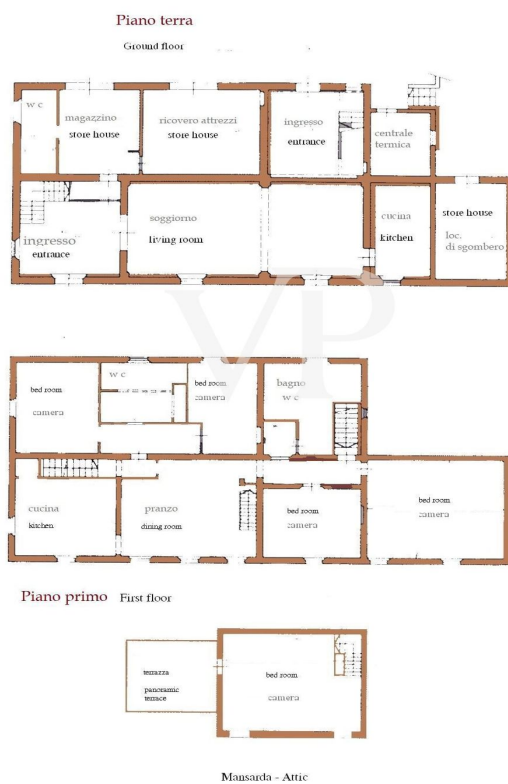 Piano terra
Ground floor
w c
magazzino
store house
ricovero attrezzi
store house
ingresso
entrance
centrale
termica
ingresso
entrance
soggiorno
living room
cucina
kitchen
store house
loc.
di sgombero
VP
bed room
camera
w c
bed room
camera
bagno
w c
cucina
kitchen
pranzo
dining room
bed room
camera
bed room
camera
Piano primo First floor
terrazza
panoramic
terrace
bed room
camera
Mansarda - Attic